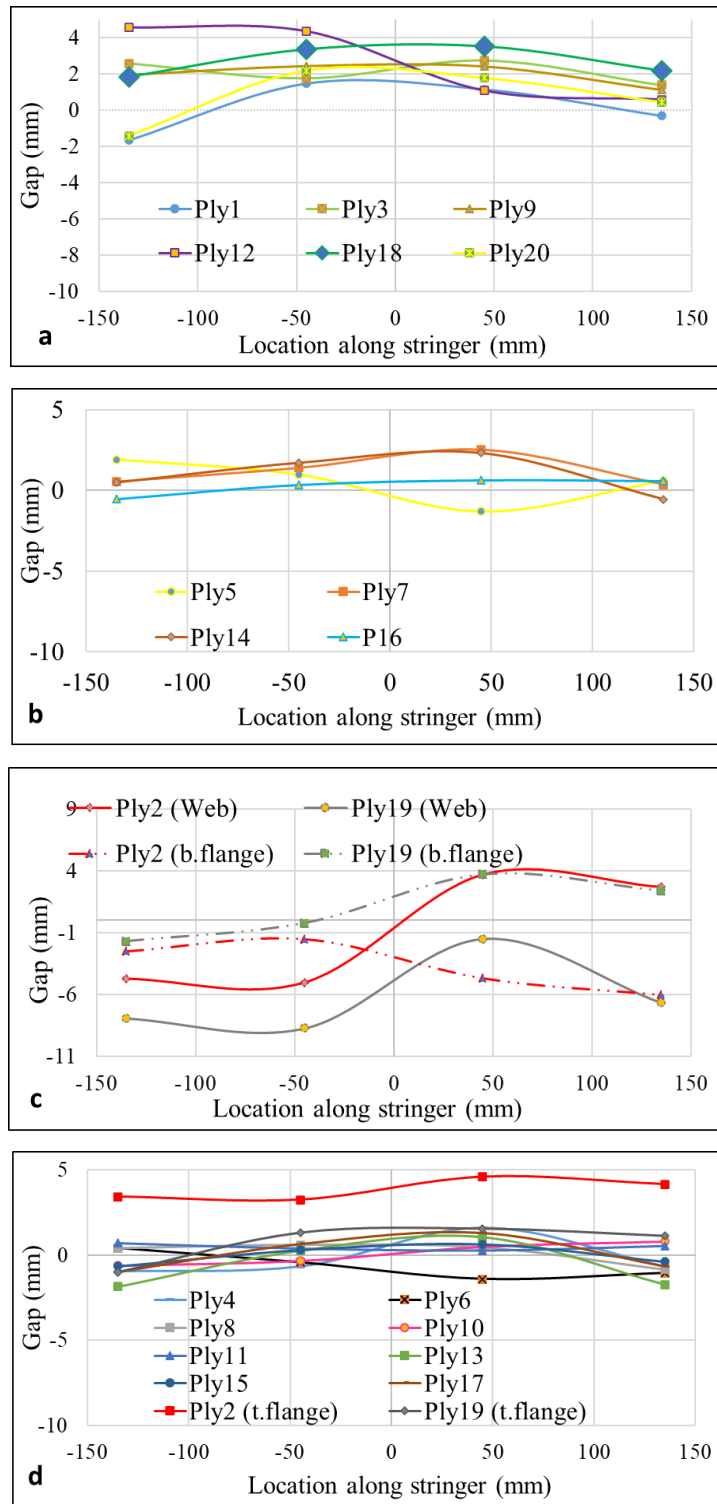 4
2
0
-2
-4
-6
-8
-10
Gap (mm)
Ply1 Ply3 Ply9
Ply12 Ply18 Ply20
-150 -100 -50 0 50 100 150
Location along stringer (mm)
a
5
0
-5
-10
Gap (mm)
Ply5 Ply7
Ply14 P16
-150 -100 -50 0 50 100 150
Location along stringer (mm)
b
9
4
-1
-6
-11
Gap (mm)
Ply2 (Web) Ply19 (Web)
Ply2 (b.flange) Ply19 (b.flange)
-150 -100 -50 0 50 100 150
Location along stringer (mm)
c
5
0
-5
-10
Gap (mm)
Ply4 Ply6
Ply8 Ply10
Ply11 Ply13
Ply15 Ply17
Ply2 (t.flange) Ply19 (t.flange)
-150 -100 -50 0 50 100 150
Location along stringer (mm)
d